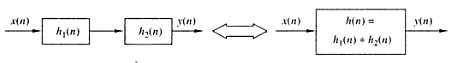 x(n) h₁(n) h₂(n) y(n) x(n) h(n) = y(n)
h₁(n) * h₂(n)